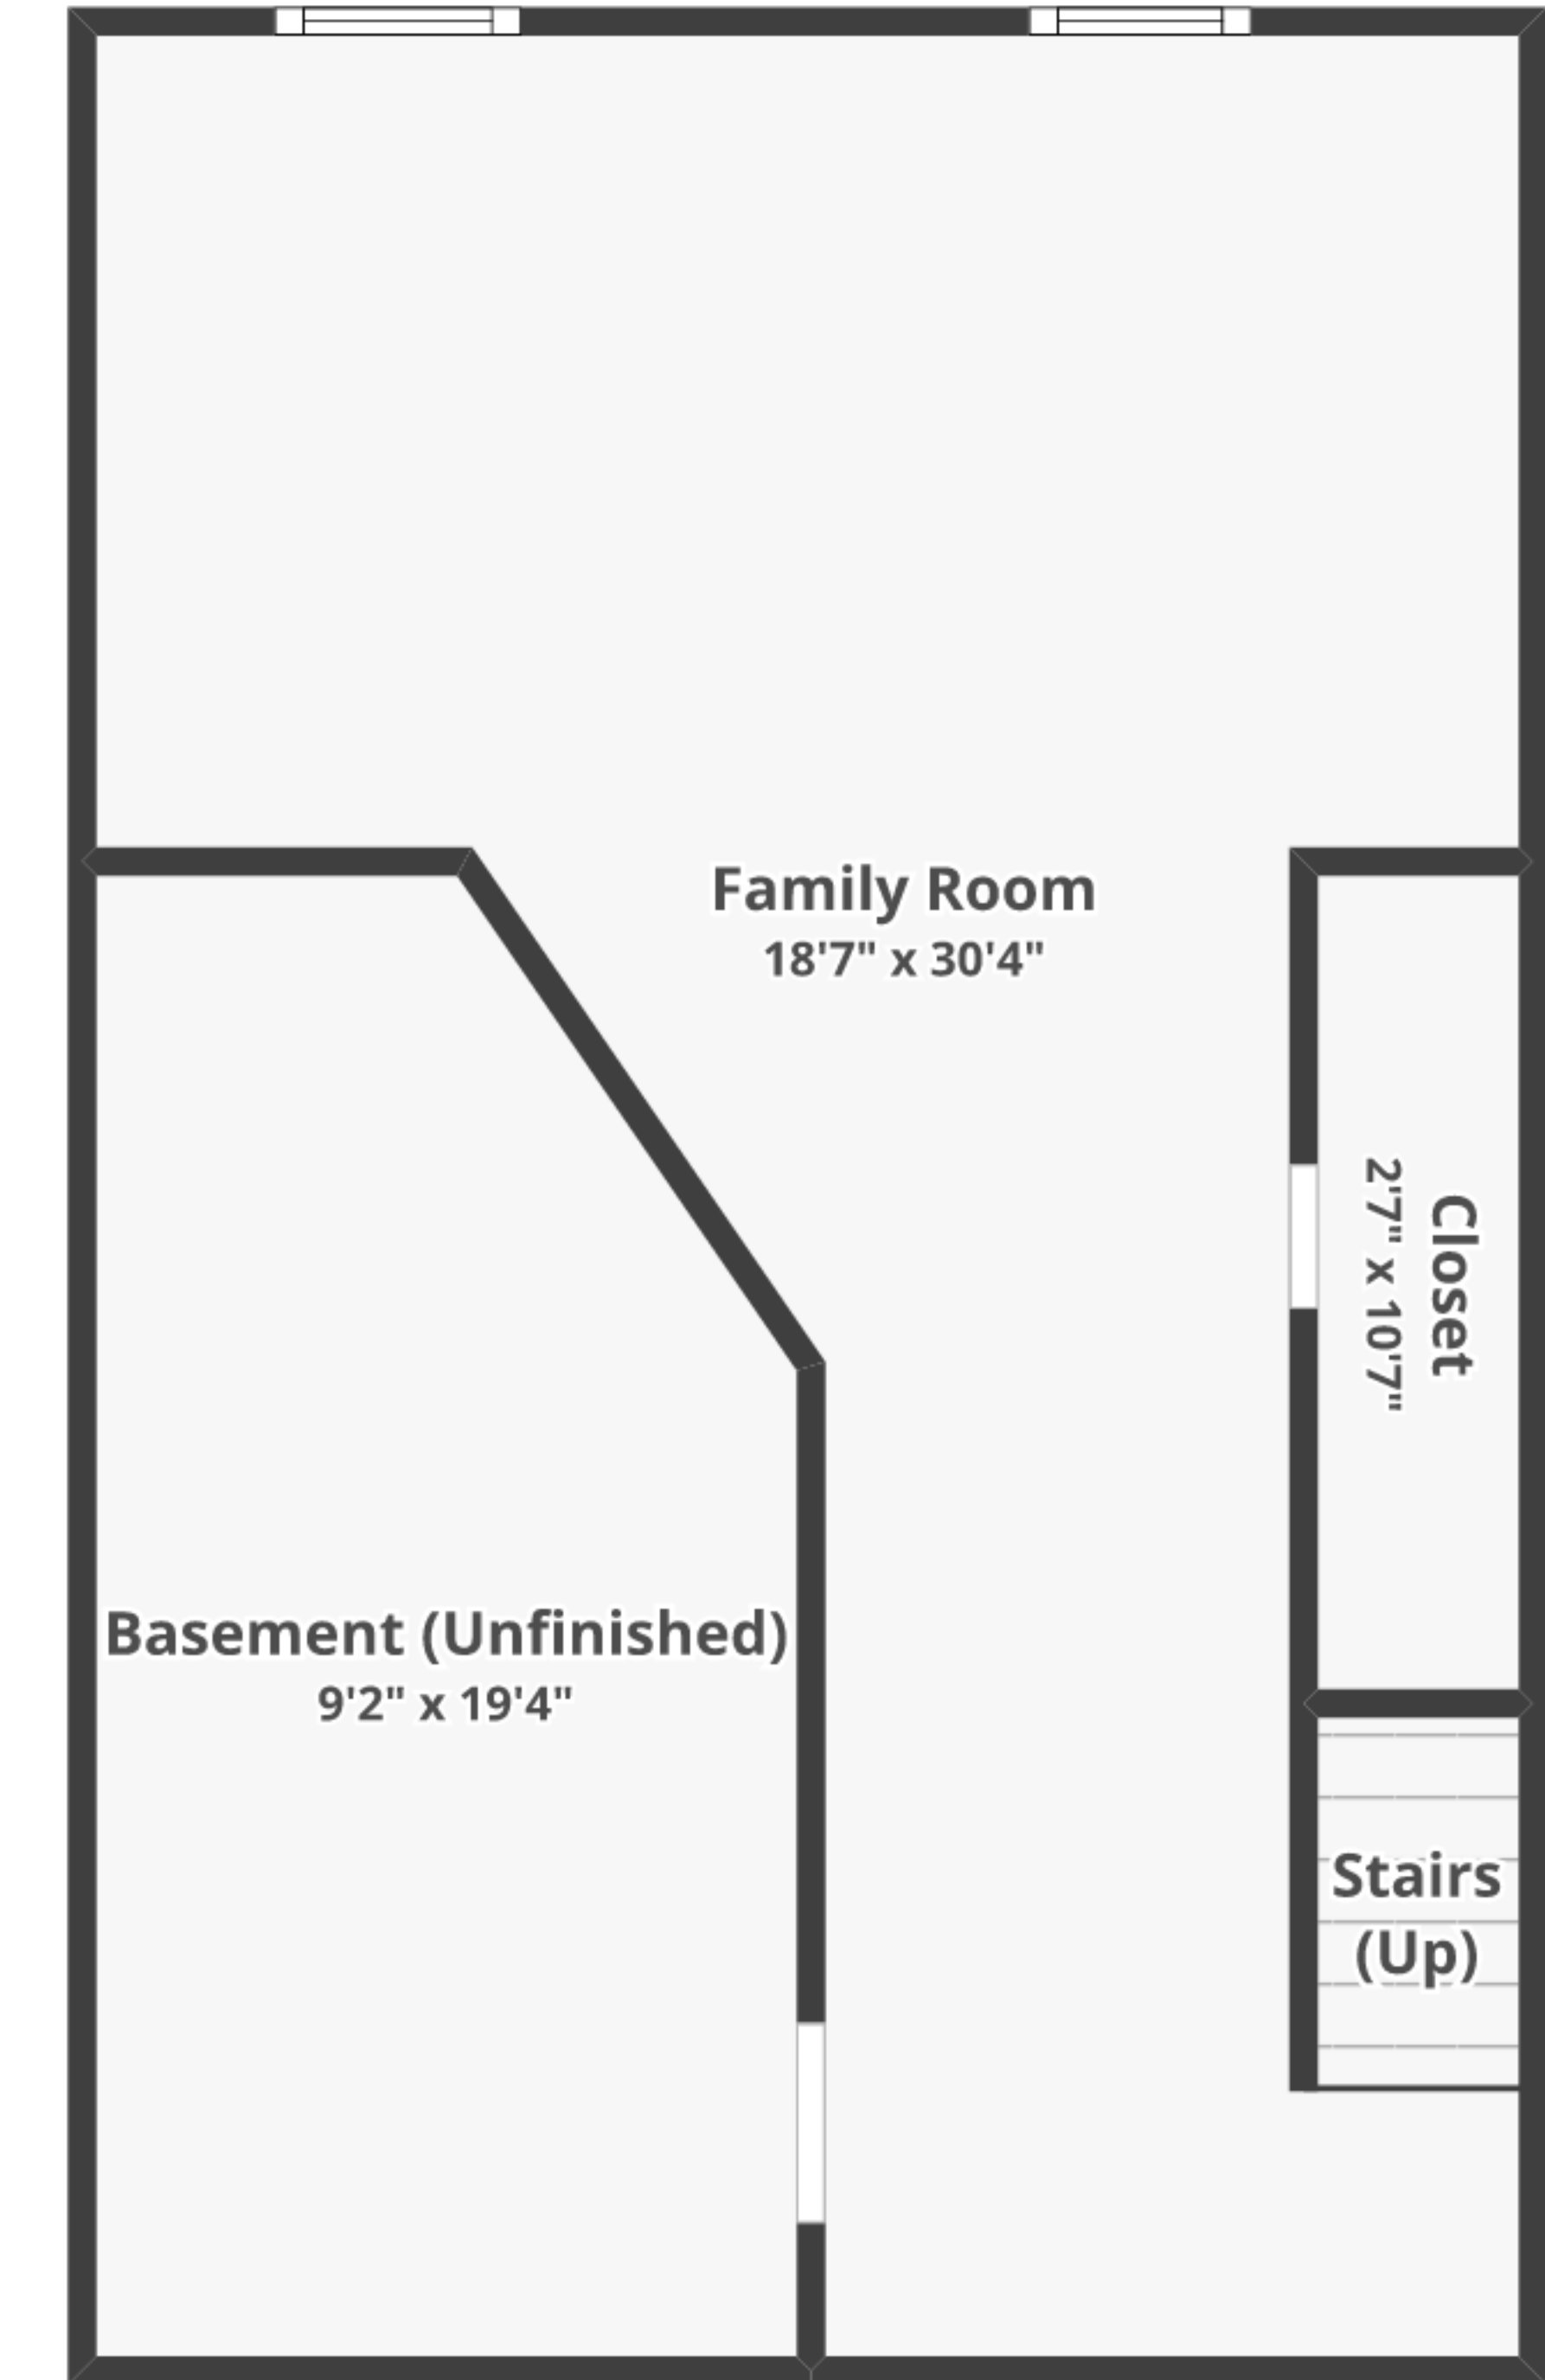 Family Room
18'7" x 30'4"
Closet
2'7" x 10'7"
Basement (Unfinished)
9'2" x 19'4"
Stairs
(Up)